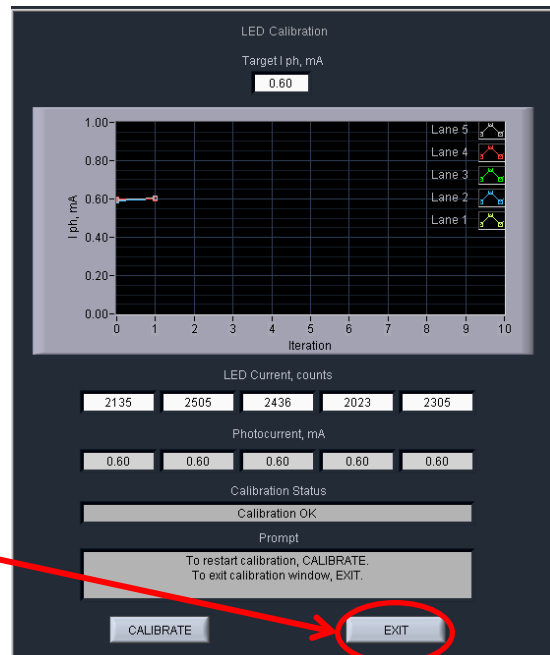 LED Calibration
Target I ph, mA
0.60
1.00
0.80
0.60
0.40
0.20
0.00
I ph, mA
0 1 2 3 4 5 6 7 8 9 10
Iteration
Lane 5
Lane 4
Lane 3
Lane 2
Lane 1
LED Current, counts
2135 2505 2436 2023 2305
Photocurrent, mA
0.60 0.60 0.60 0.60 0.60
Calibration Status
Calibration OK
Prompt
To restart calibration, CALIBRATE.
To exit calibration window, EXIT.
CALIBRATE EXIT